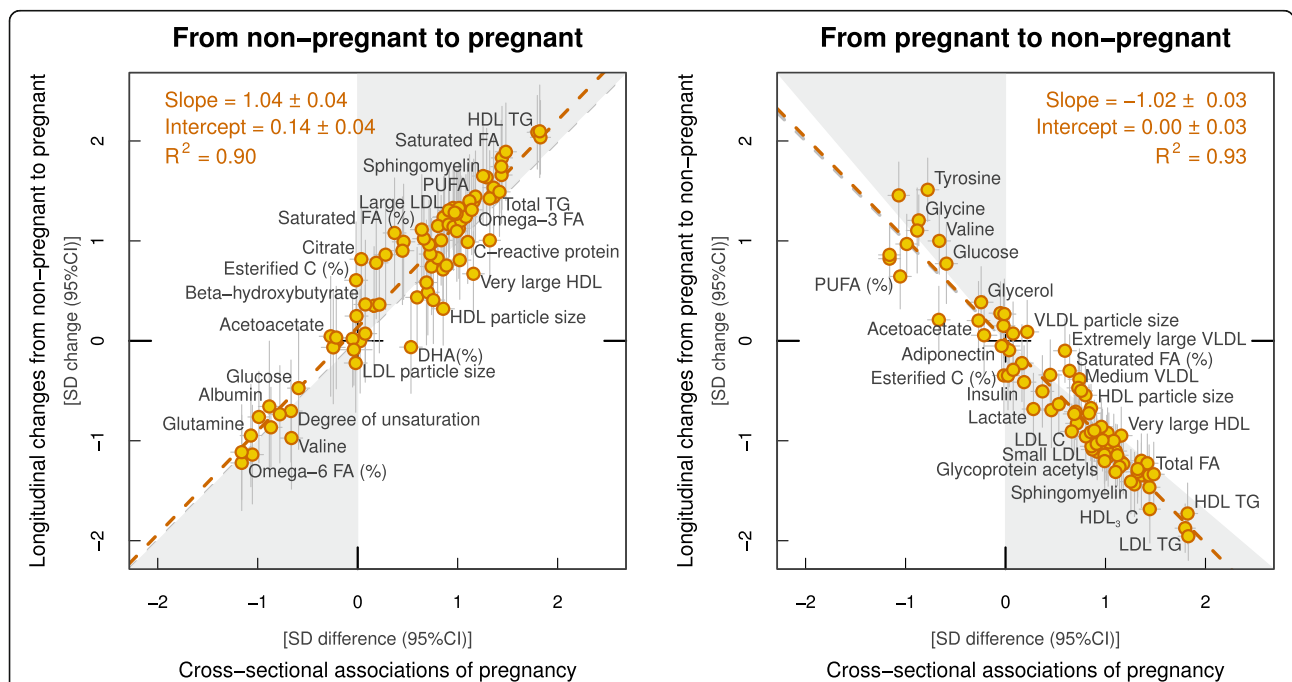 From non–pregnant to pregnant
Longitudinal changes from non–pregnant to pregnant
[SD change (95%CI)]
Slope = 1.04 ± 0.04
Intercept = 0.14 ± 0.04
R² = 0.90
2
1
0
−1
−2
HDL TG
Saturated FA
Sphingomyelin
PUFA
Large LDL
Total TG
Saturated FA (%)
Omega−3 FA
Citrate
C−reactive protein
Esterified C (%)
Very large HDL
Beta−hydroxybutyrate
HDL particle size
Acetoacetate
DHA(%)
LDL particle size
Glucose
Albumin
Degree of unsaturation
Glutamine
Valine
Omega−6 FA (%)
−2 −1 0 1 2
[SD difference (95%CI)]
Cross−sectional associations of pregnancy
From pregnant to non−pregnant
Longitudinal changes from pregnant to non−pregnant
[SD change (95%CI)]
Slope = −1.02 ± 0.03
Intercept = 0.00 ± 0.03
R² = 0.93
2
1
0
−1
−2
Tyrosine
Glycine
Valine
Glucose
PUFA (%)
Glycerol
Acetoacetate
VLDL particle size
Adiponectin
Extremely large VLDL
Saturated FA (%)
Esterified C (%)
Medium VLDL
Insulin
HDL particle size
Lactate
Very large HDL
LDL C
Small LDL
Total FA
Glycoprotein acetyls
Sphingomyelin
HDL TG
HDL₃ C
LDL TG
−2 −1 0 1 2
[SD difference (95%CI)]
Cross−sectional associations of pregnancy